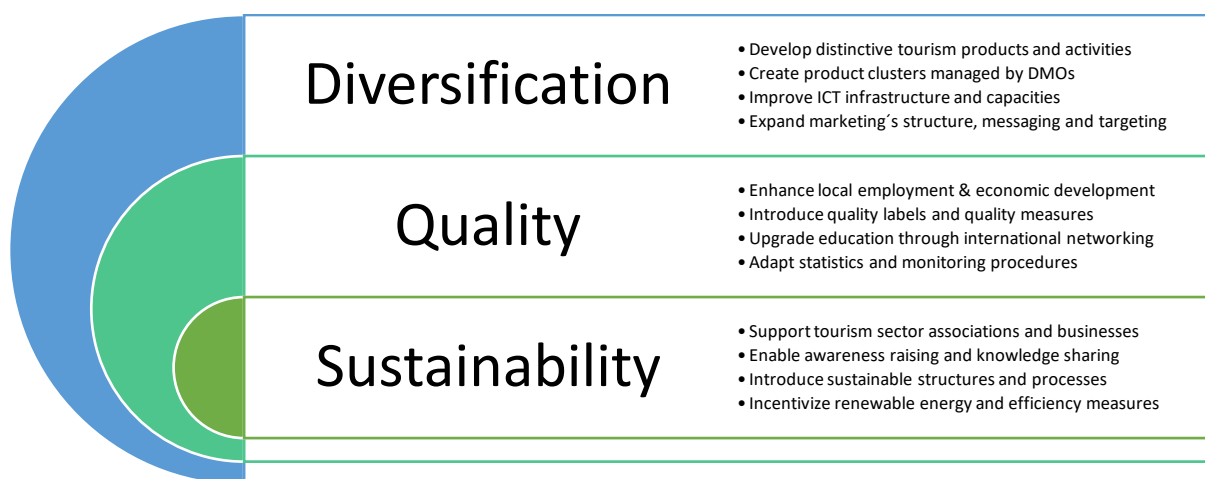 Diversification
• Develop distinctive tourism products and activities
• Create product clusters managed by DMOs
• Improve ICT infrastructure and capacities
• Expand marketing´s structure, messaging and targeting
Quality
• Enhance local employment & economic development
• Introduce quality labels and quality measures
• Upgrade education through international networking
• Adapt statistics and monitoring procedures
Sustainability
• Support tourism sector associations and businesses
• Enable awareness raising and knowledge sharing
• Introduce sustainable structures and processes
• Incentivize renewable energy and efficiency measures